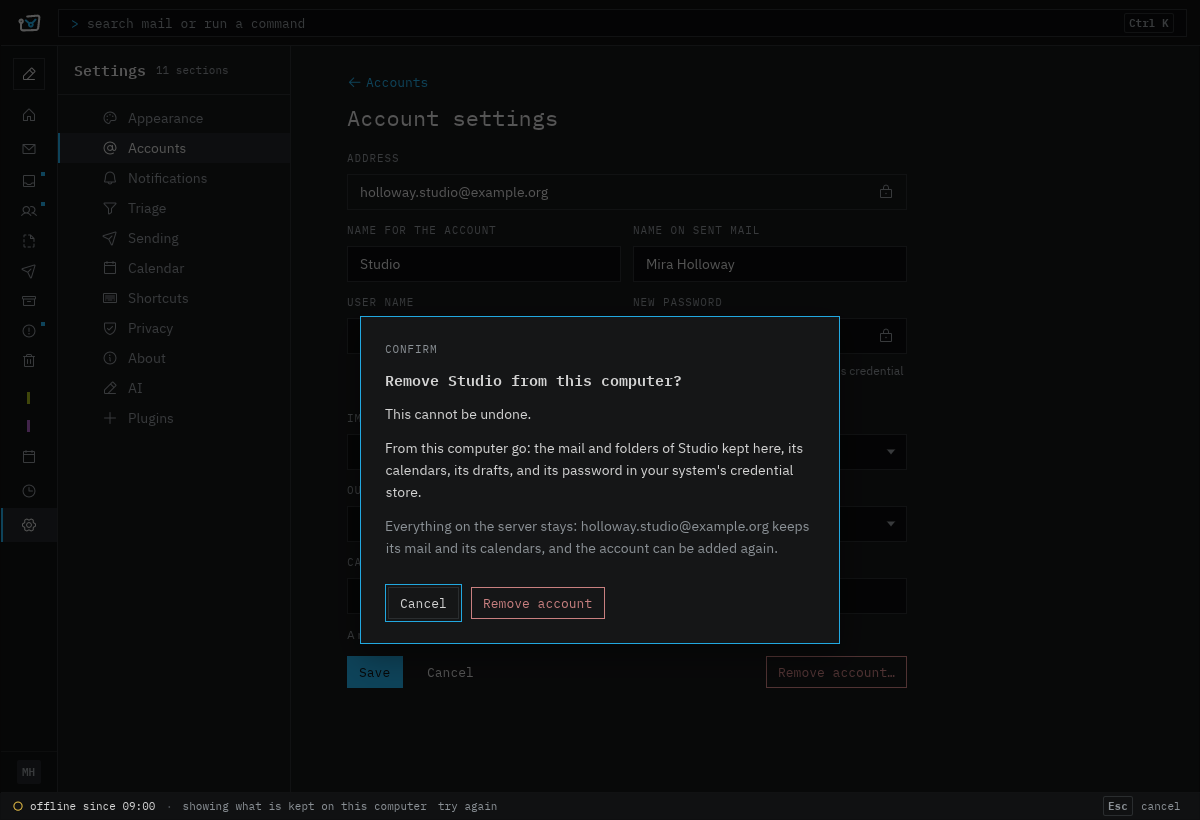 > search mail or run a command
Ctrl K
Settings 11 sections
Appearance
Accounts
Notifications
Triage
Sending
Calendar
Shortcuts
Privacy
About
AI
Plugins
MH
← Accounts
Account settings
ADDRESS
holloway.studio@example.org
NAME FOR THE ACCOUNT
NAME ON SENT MAIL
Studio
Mira Holloway
USER NAME
NEW PASSWORD
credential
CONFIRM
Remove Studio from this computer?
This cannot be undone.
From this computer go: the mail and folders of Studio kept here, its
calendars, its drafts, and its password in your system's credential
store.
Everything on the server stays: holloway.studio@example.org keeps
its mail and its calendars, and the account can be added again.
Cancel
Remove account
Save
Cancel
Remove account…
offline since 09:00 · showing what is kept on this computer try again
Esc cancel